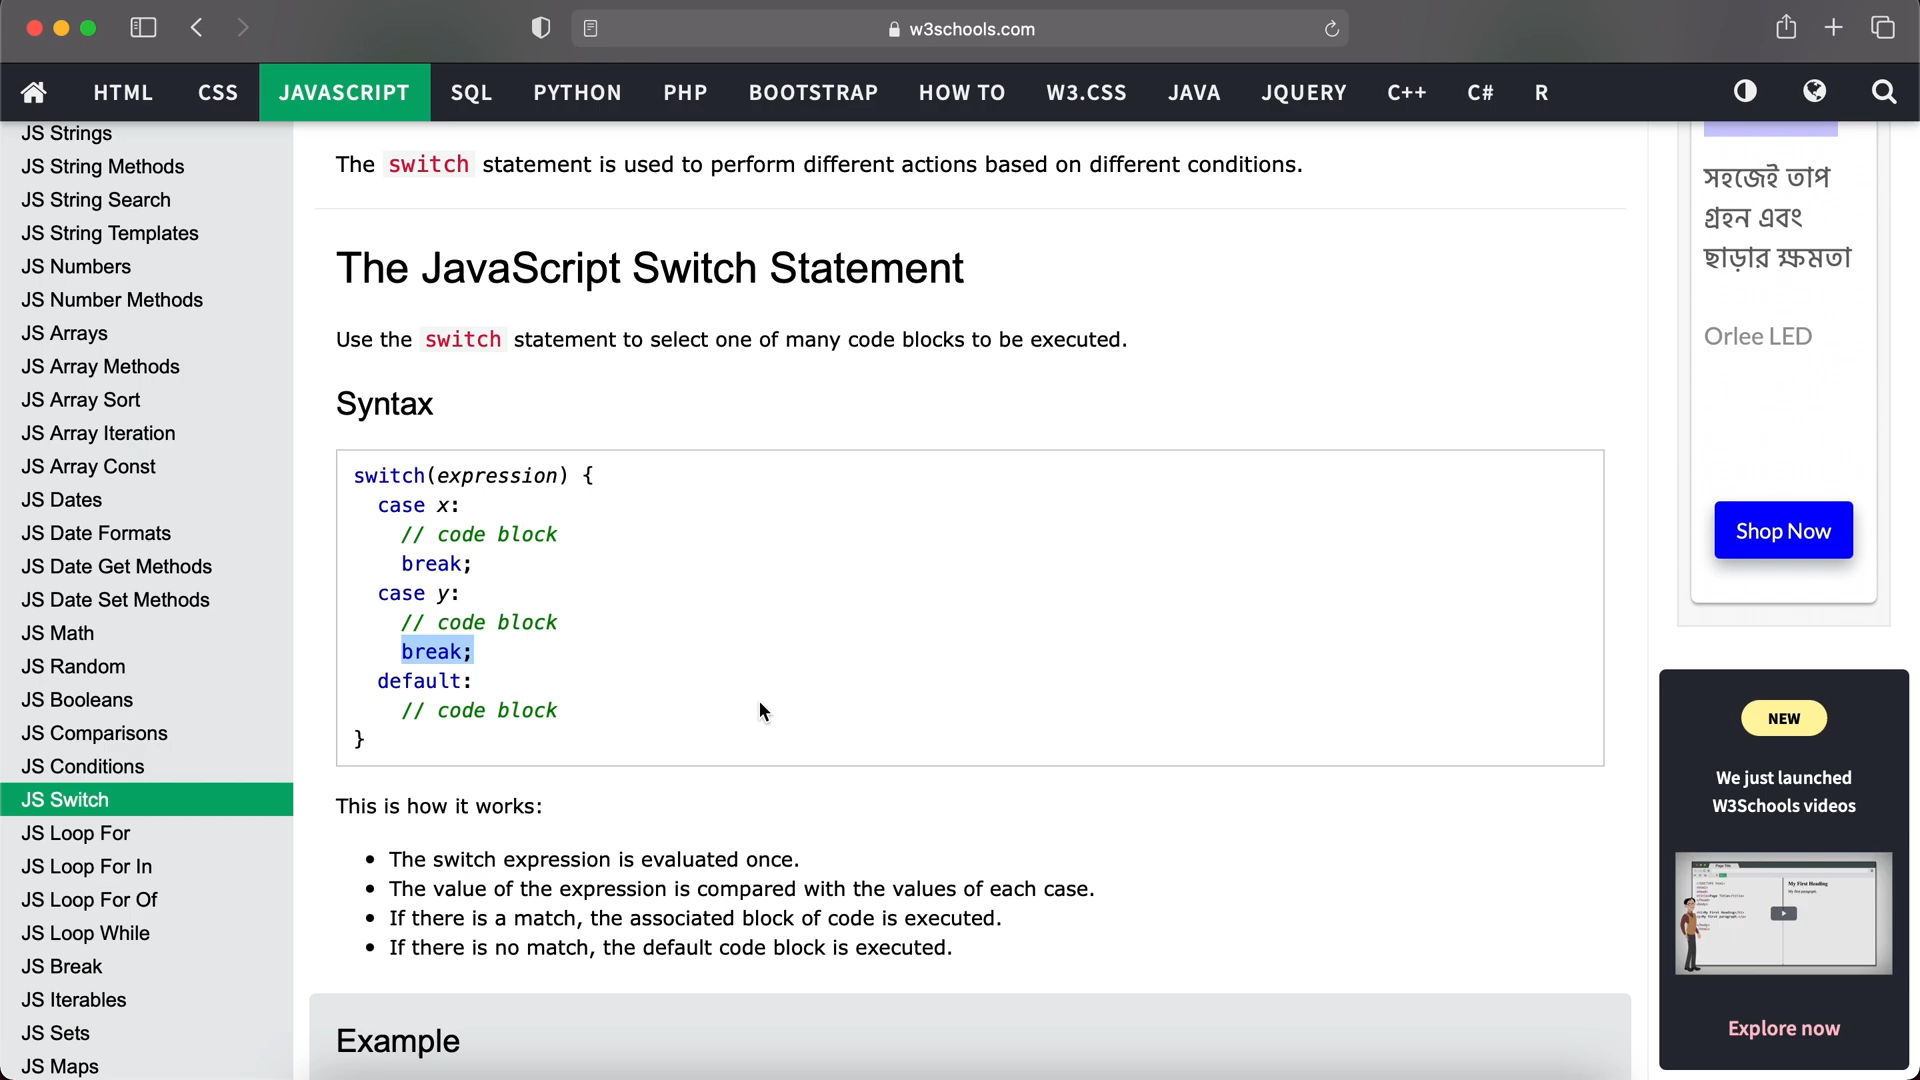 w3schools.com
HTML CSS JAVASCRIPT SQL PYTHON PHP BOOTSTRAP HOW TO W3.CSS JAVA JQUERY C++ C# R
JS Strings
JS String Methods
JS String Search
JS String Templates
JS Numbers
JS Number Methods
JS Arrays
JS Array Methods
JS Array Sort
JS Array Iteration
JS Array Const
JS Dates
JS Date Formats
JS Date Get Methods
JS Date Set Methods
JS Math
JS Random
JS Booleans
JS Comparisons
JS Conditions
JS Switch
JS Loop For
JS Loop For In
JS Loop For Of
JS Loop While
JS Break
JS Iterables
JS Sets
JS Maps
The switch statement is used to perform different actions based on different conditions.
The JavaScript Switch Statement
Use the switch statement to select one of many code blocks to be executed.
Syntax
switch(expression) {
case x:
// code block
break;
case y:
// code block
break;
default:
// code block
}
This is how it works:
• The switch expression is evaluated once.
• The value of the expression is compared with the values of each case.
• If there is a match, the associated block of code is executed.
• If there is no match, the default code block is executed.
Example
সহজেই তাপ
গ্রহন এবং
ছাড়ার ক্ষমতা
Orlee LED
Shop Now
NEW
We just launched
W3Schools videos
My First Heading
Explore now